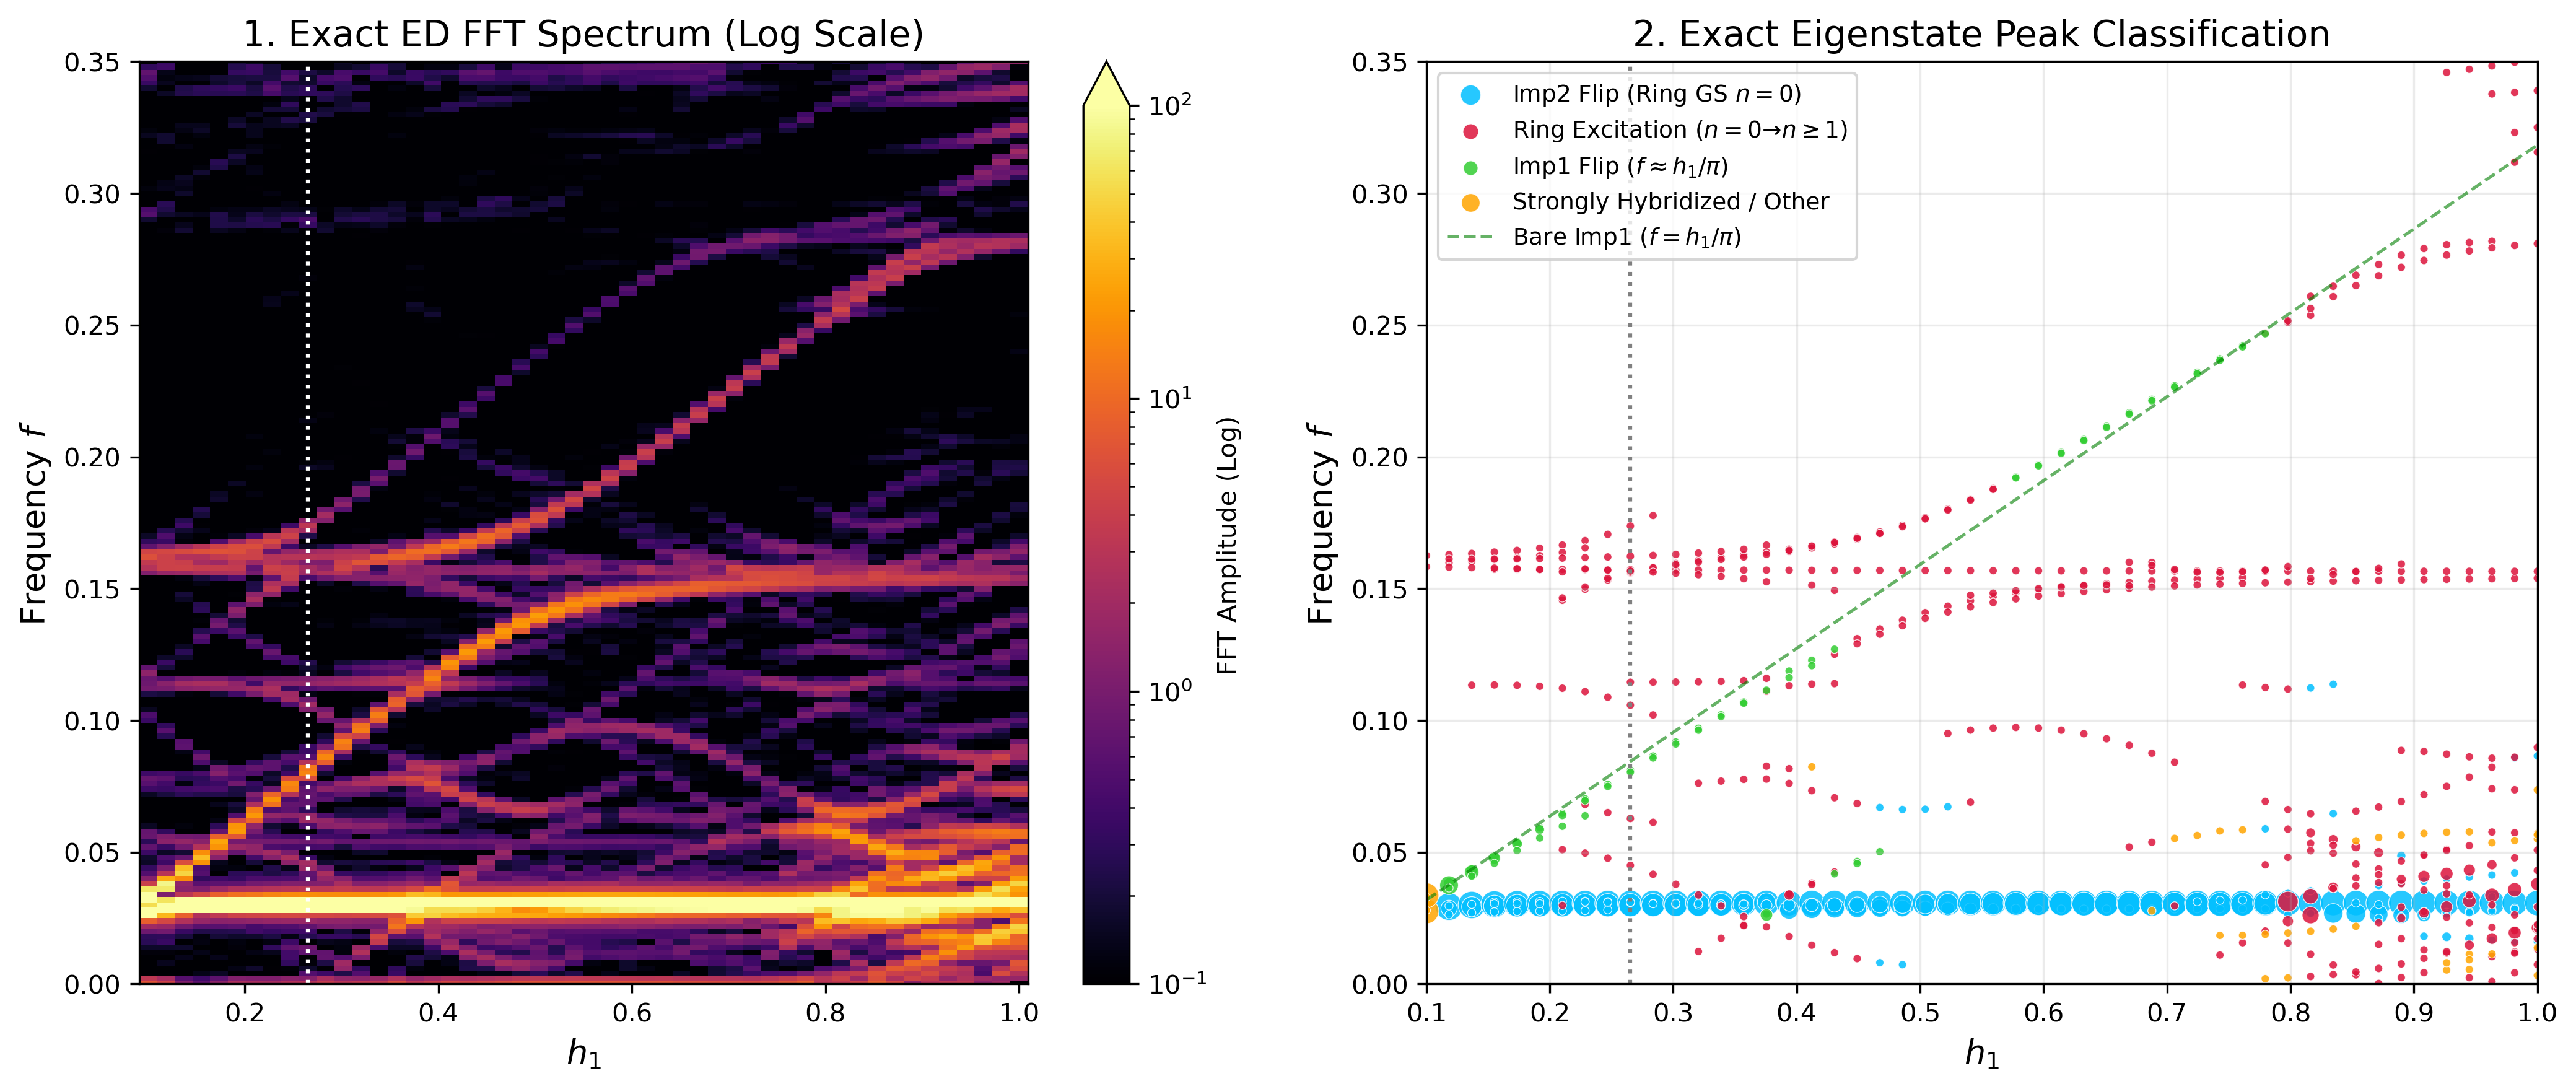 1. Exact ED FFT Spectrum (Log Scale)
0.35
0.30
0.25
0.20
0.15
0.10
0.05
0.00
Frequency f
0.2
0.4
0.6
0.8
1.0
h₁
10²
10¹
10⁰
10⁻¹
FFT Amplitude (Log)
2. Exact Eigenstate Peak Classification
Imp2 Flip (Ring GS n = 0)
Ring Excitation (n = 0→n ≥ 1)
Imp1 Flip (f ≈ h₁/π)
Strongly Hybridized / Other
Bare Imp1 (f = h₁/π)
0.35
0.30
0.25
0.20
0.15
0.10
0.05
0.00
Frequency f
0.1
0.2
0.3
0.4
0.5
0.6
0.7
0.8
0.9
1.0
h₁